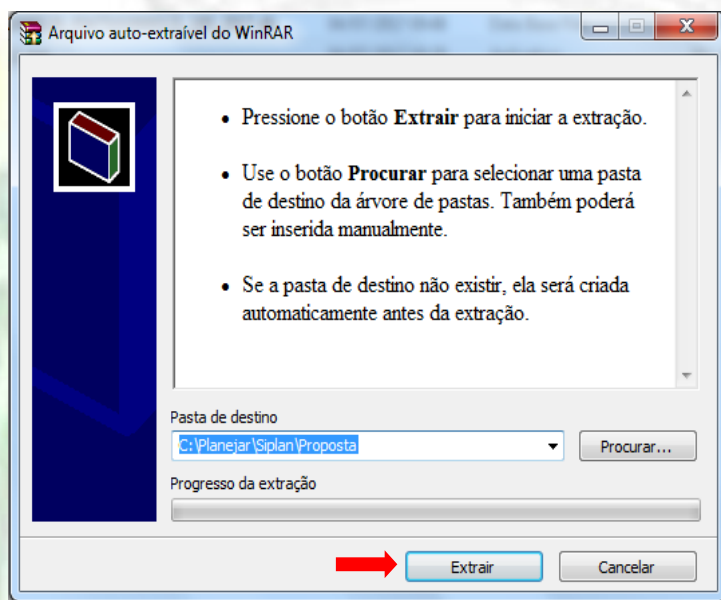 Arquivo auto-extraível do WinRAR
• Pressione o botão Extrair para iniciar a extração.
• Use o botão Procurar para selecionar uma pasta
de destino da árvore de pastas. Também poderá
ser inserida manualmente.
• Se a pasta de destino não existir, ela será criada
automaticamente antes da extração.
Pasta de destino
C:\Planejar\Siplan\Proposta
Procurar...
Progresso da extração
Extrair
Cancelar